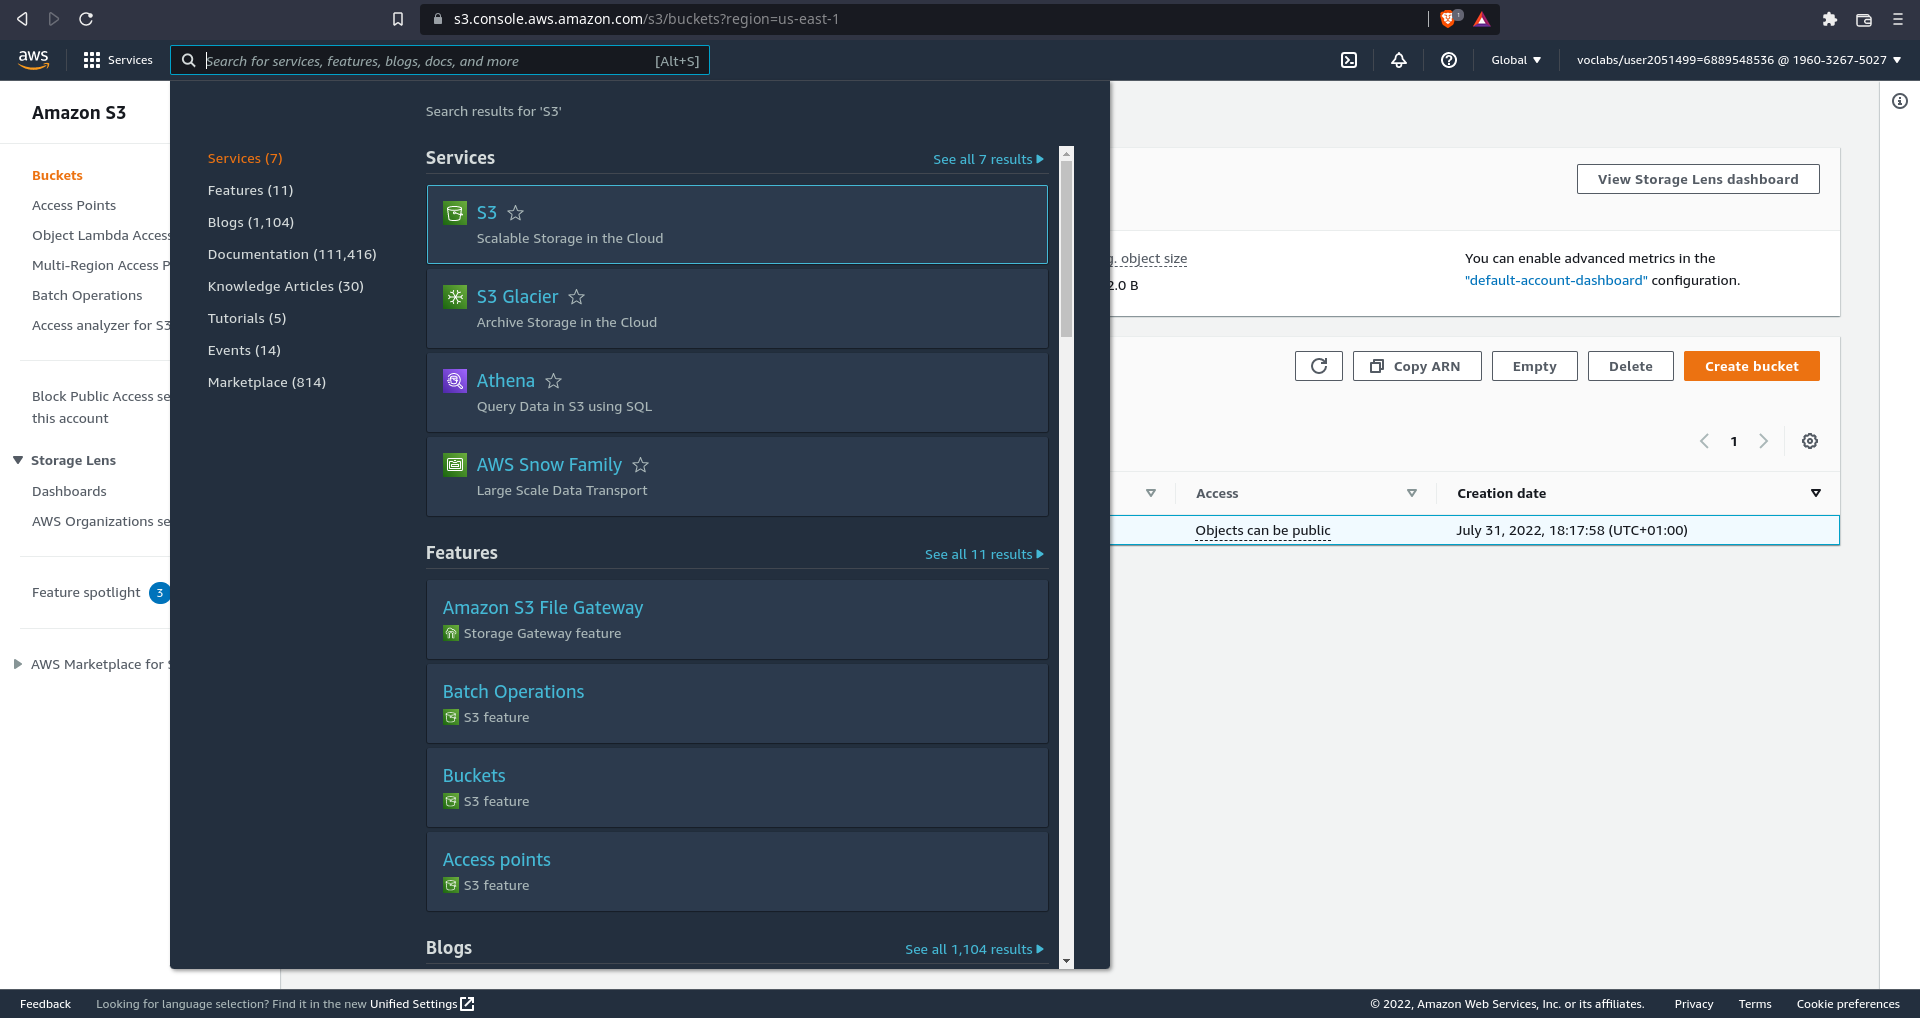 s3.console.aws.amazon.com/s3/buckets?region=us-east-1
1
aws
Services
Search for services, features, blogs, docs, and more
[Alt+S]
Global
voclabs/user2051499=6889548536 @ 1960-3267-5027
Amazon S3
Buckets
Access Points
Object Lambda Access
Multi-Region Access P
Batch Operations
Access analyzer for S3
Block Public Access se
this account
Storage Lens
Dashboards
AWS Organizations se
Feature spotlight 3
AWS Marketplace for S
Search results for 'S3'
Services (7)
Features (11)
Blogs (1,104)
Documentation (111,416)
Knowledge Articles (30)
Tutorials (5)
Events (14)
Marketplace (814)
Services
See all 7 results
S3
Scalable Storage in the Cloud
S3 Glacier
Archive Storage in the Cloud
Athena
Query Data in S3 using SQL
AWS Snow Family
Large Scale Data Transport
Features
See all 11 results
Amazon S3 File Gateway
Storage Gateway feature
Batch Operations
S3 feature
Buckets
S3 feature
Access points
S3 feature
Blogs
See all 1,104 results
View Storage Lens dashboard
g. object size
2.0 B
You can enable advanced metrics in the
"default-account-dashboard" configuration.
Copy ARN
Empty
Delete
Create bucket
1
Access
Creation date
Objects can be public
July 31, 2022, 18:17:58 (UTC+01:00)
Feedback
Looking for language selection? Find it in the new Unified Settings
© 2022, Amazon Web Services, Inc. or its affiliates.
Privacy
Terms
Cookie preferences